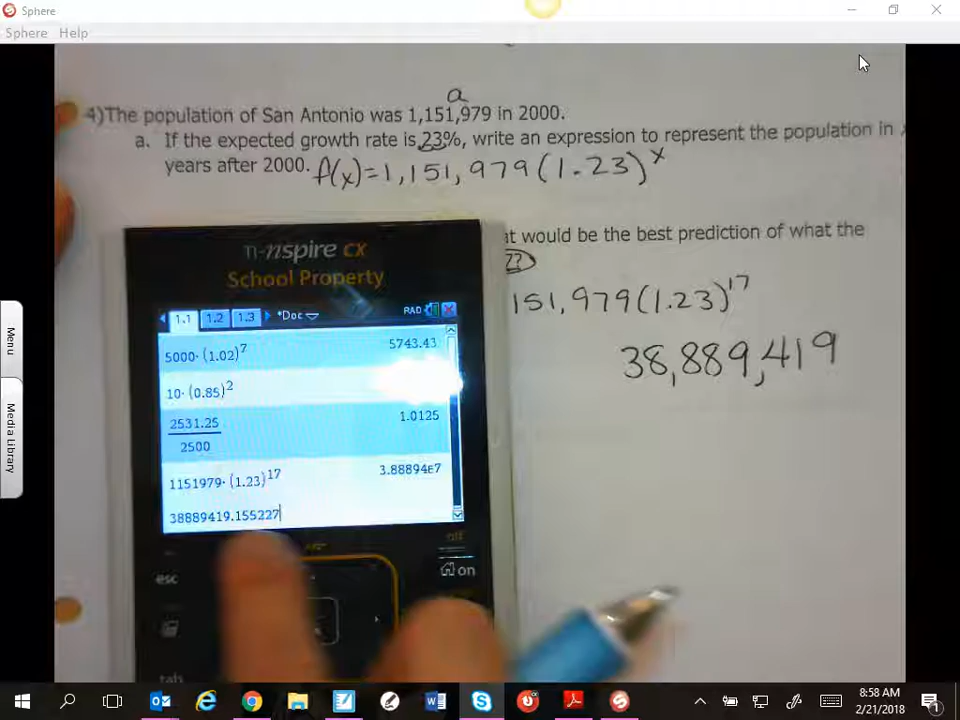 Sphere
Sphere Help
a
4)The population of San Antonio was 1,151,979 in 2000.
a. If the expected growth rate is 23%, write an expression to represent the population in
years after 2000. f(x)=1,151,979(1.23)^x
at would be the best prediction of what the
??
151,979(1.23)^17
38,889,419
TI-nspire CX
School Property
1.1 1.2 1.3 *Doc RAD
5000·(1.02)^7 5743.43
10·(0.85)^2
2531.25
2500
1.0125
1151979·(1.23)^17 3.88894E7
38889419.155227
esc
on
tab
Menu
Media Library
8:58 AM
2/21/2018
1